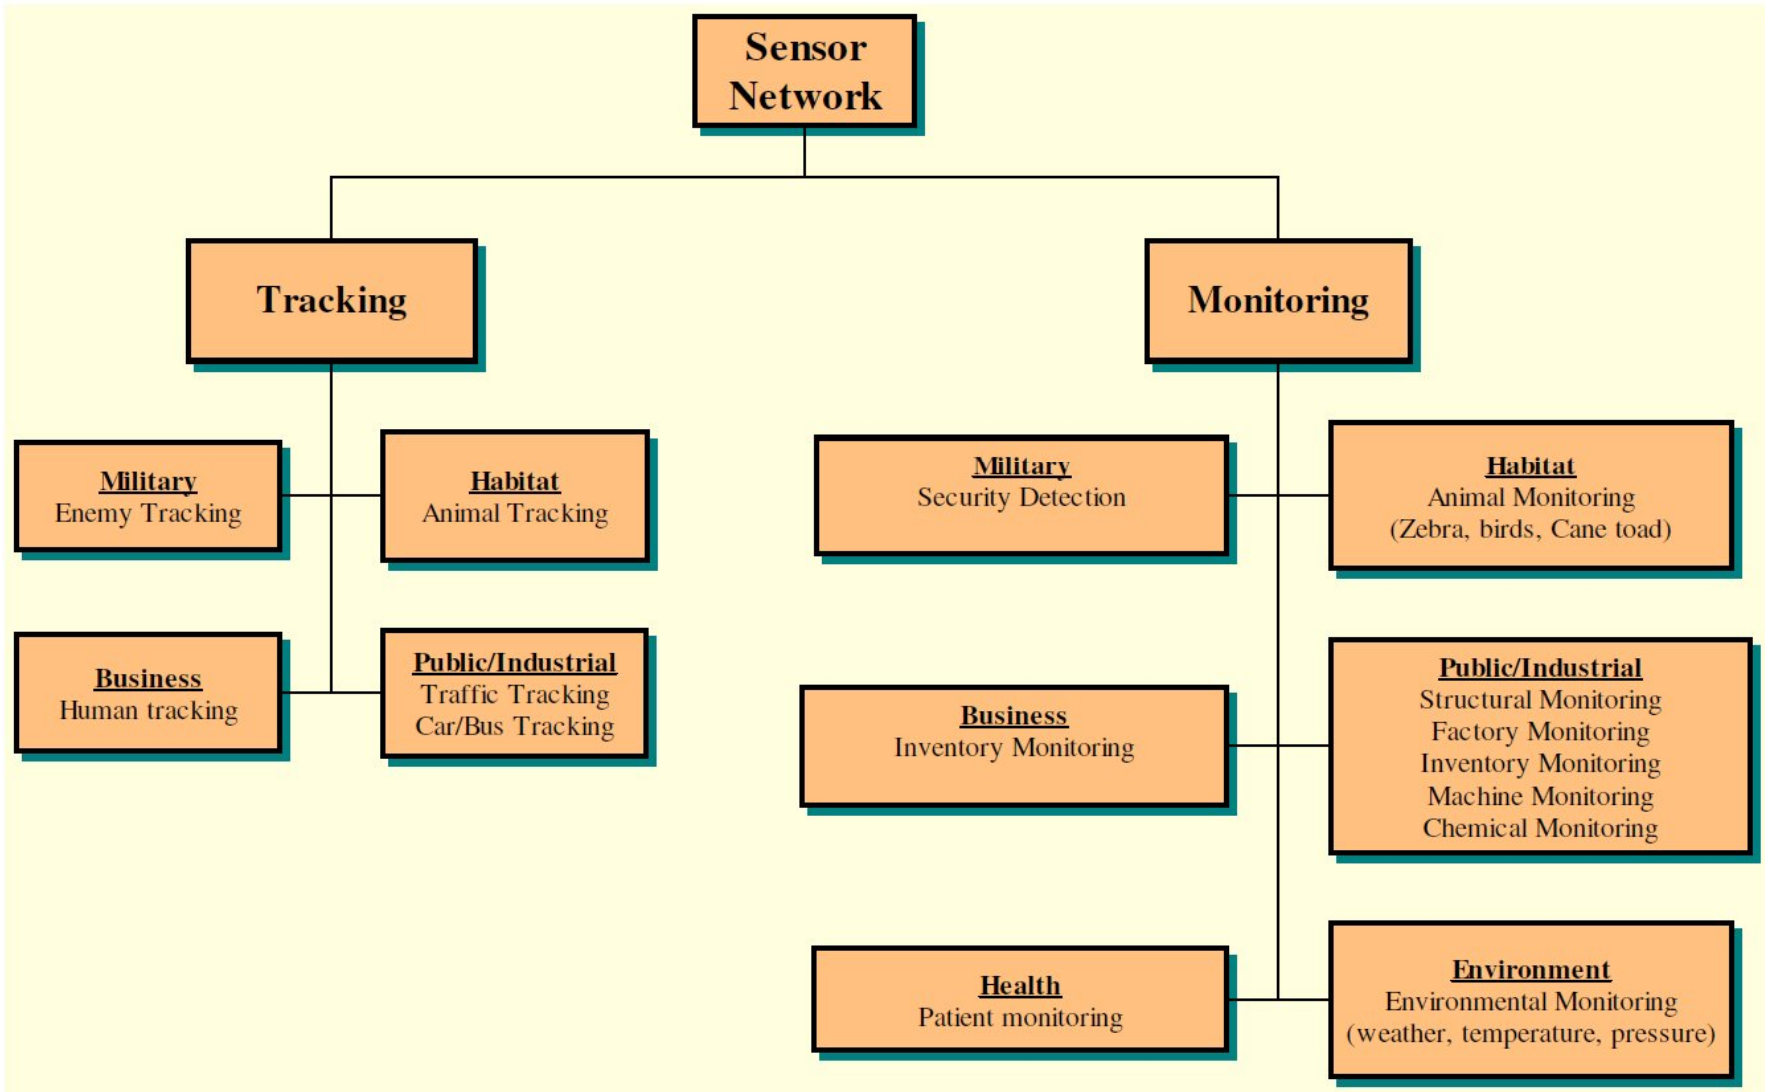 Sensor
Network
Tracking
Monitoring
Military
Enemy Tracking
Habitat
Animal Tracking
Business
Human tracking
Public/Industrial
Traffic Tracking
Car/Bus Tracking
Military
Security Detection
Habitat
Animal Monitoring
(Zebra, birds, Cane toad)
Business
Inventory Monitoring
Public/Industrial
Structural Monitoring
Factory Monitoring
Inventory Monitoring
Machine Monitoring
Chemical Monitoring
Health
Patient monitoring
Environment
Environmental Monitoring
(weather, temperature, pressure)